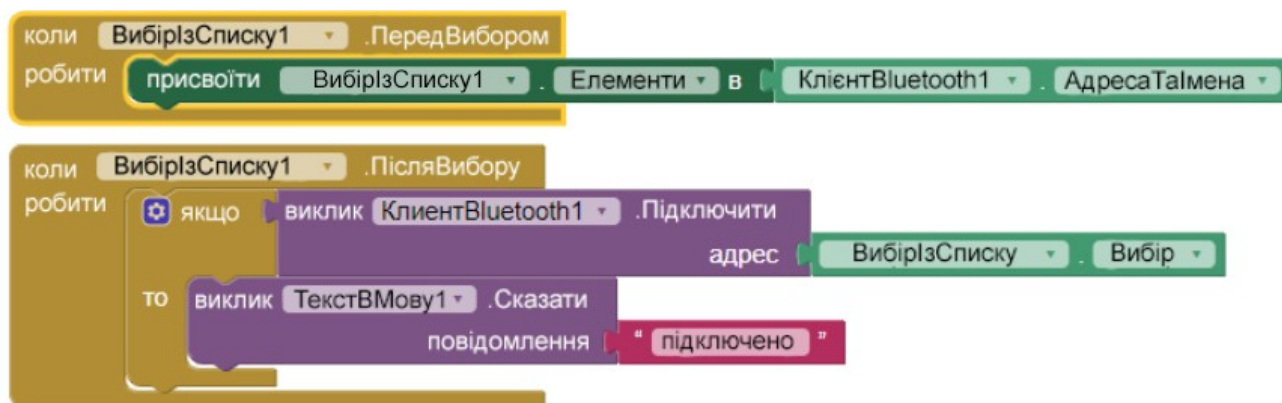 коли ВибірІзСписку1 .ПередВибором
робити присвоїти ВибірІзСписку1 . Елементи в КлієнтBluetooth1 . АдресаТаІмена
коли ВибірІзСписку1 .ПісляВибору
робити якщо виклик КлиентBluetooth1 .Підключити
адрес ВибірІзСписку . Вибір
то виклик ТекстВМову1 .Сказати
повідомлення " підключено "